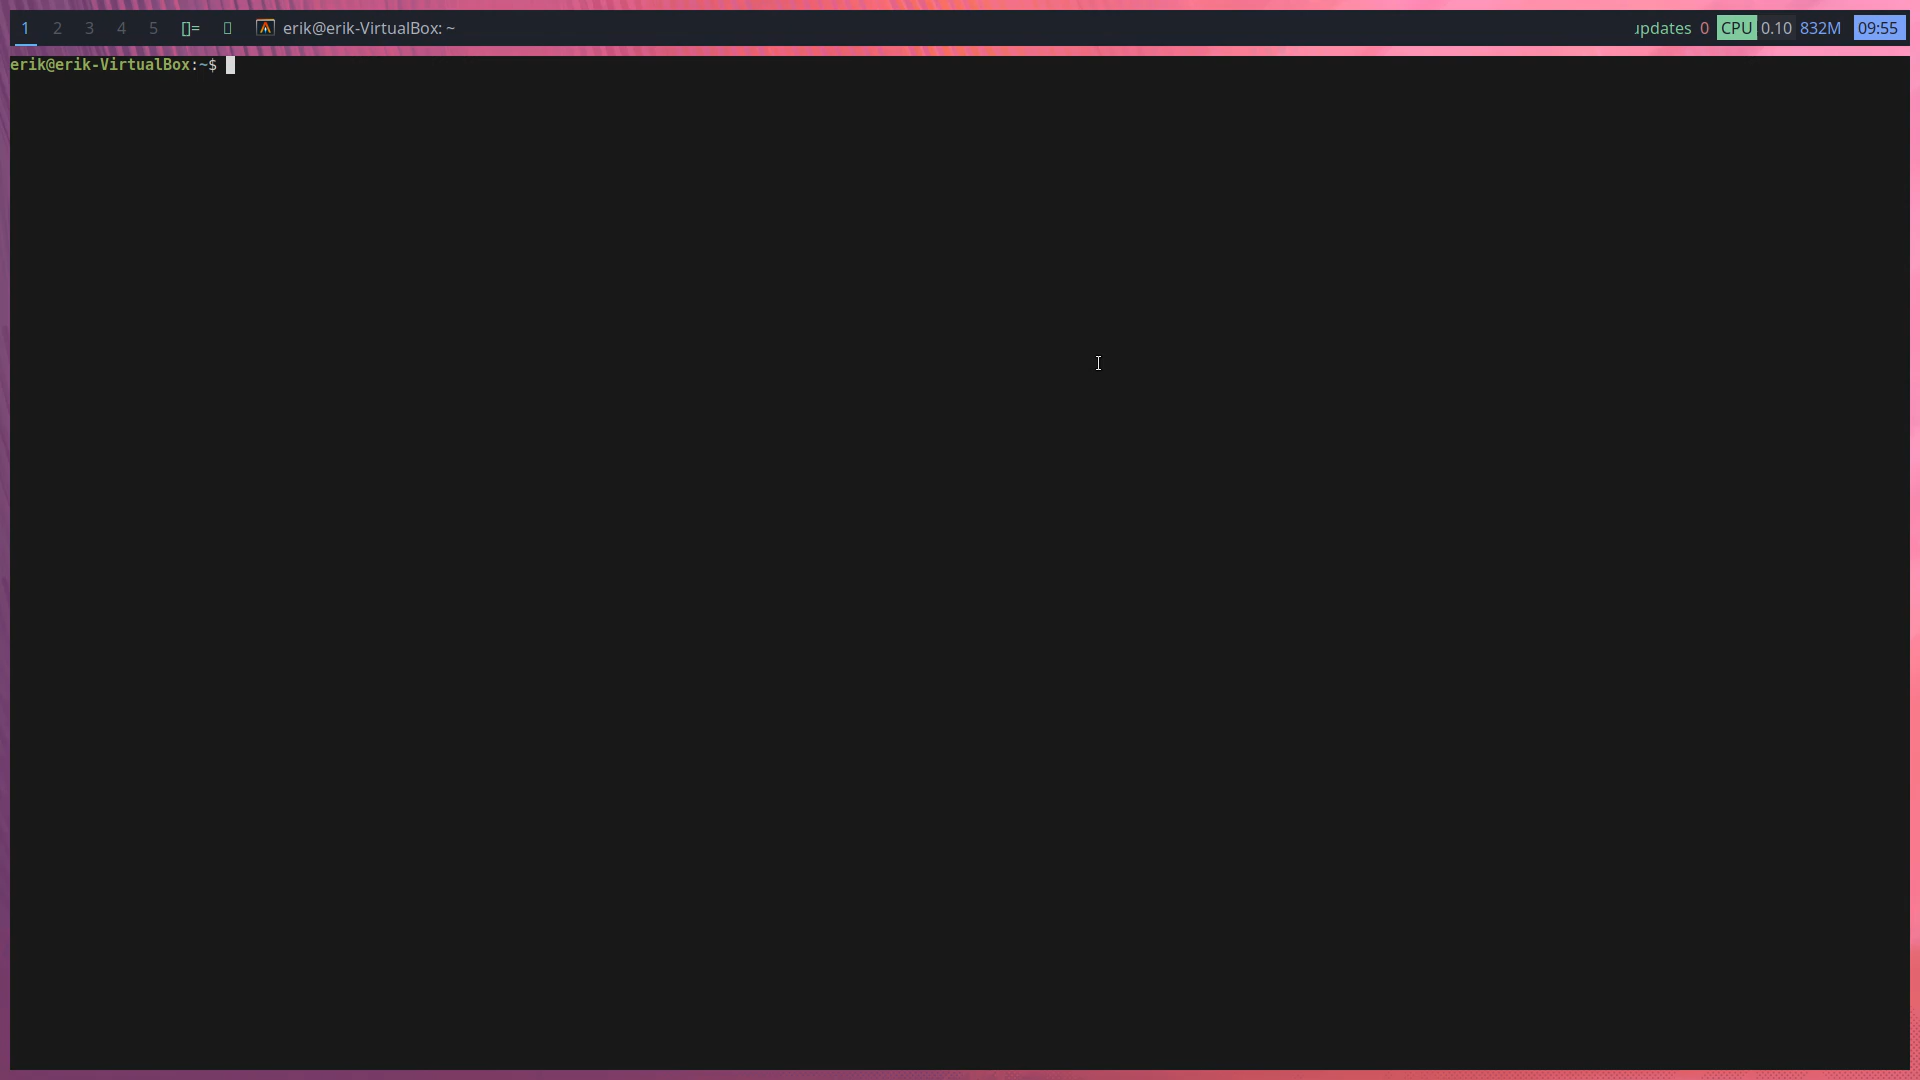 1 2 3 4 5 []= erik@erik-VirtualBox: ~ updates 0 CPU 0.10 832M 09:55
erik@erik-VirtualBox:~$